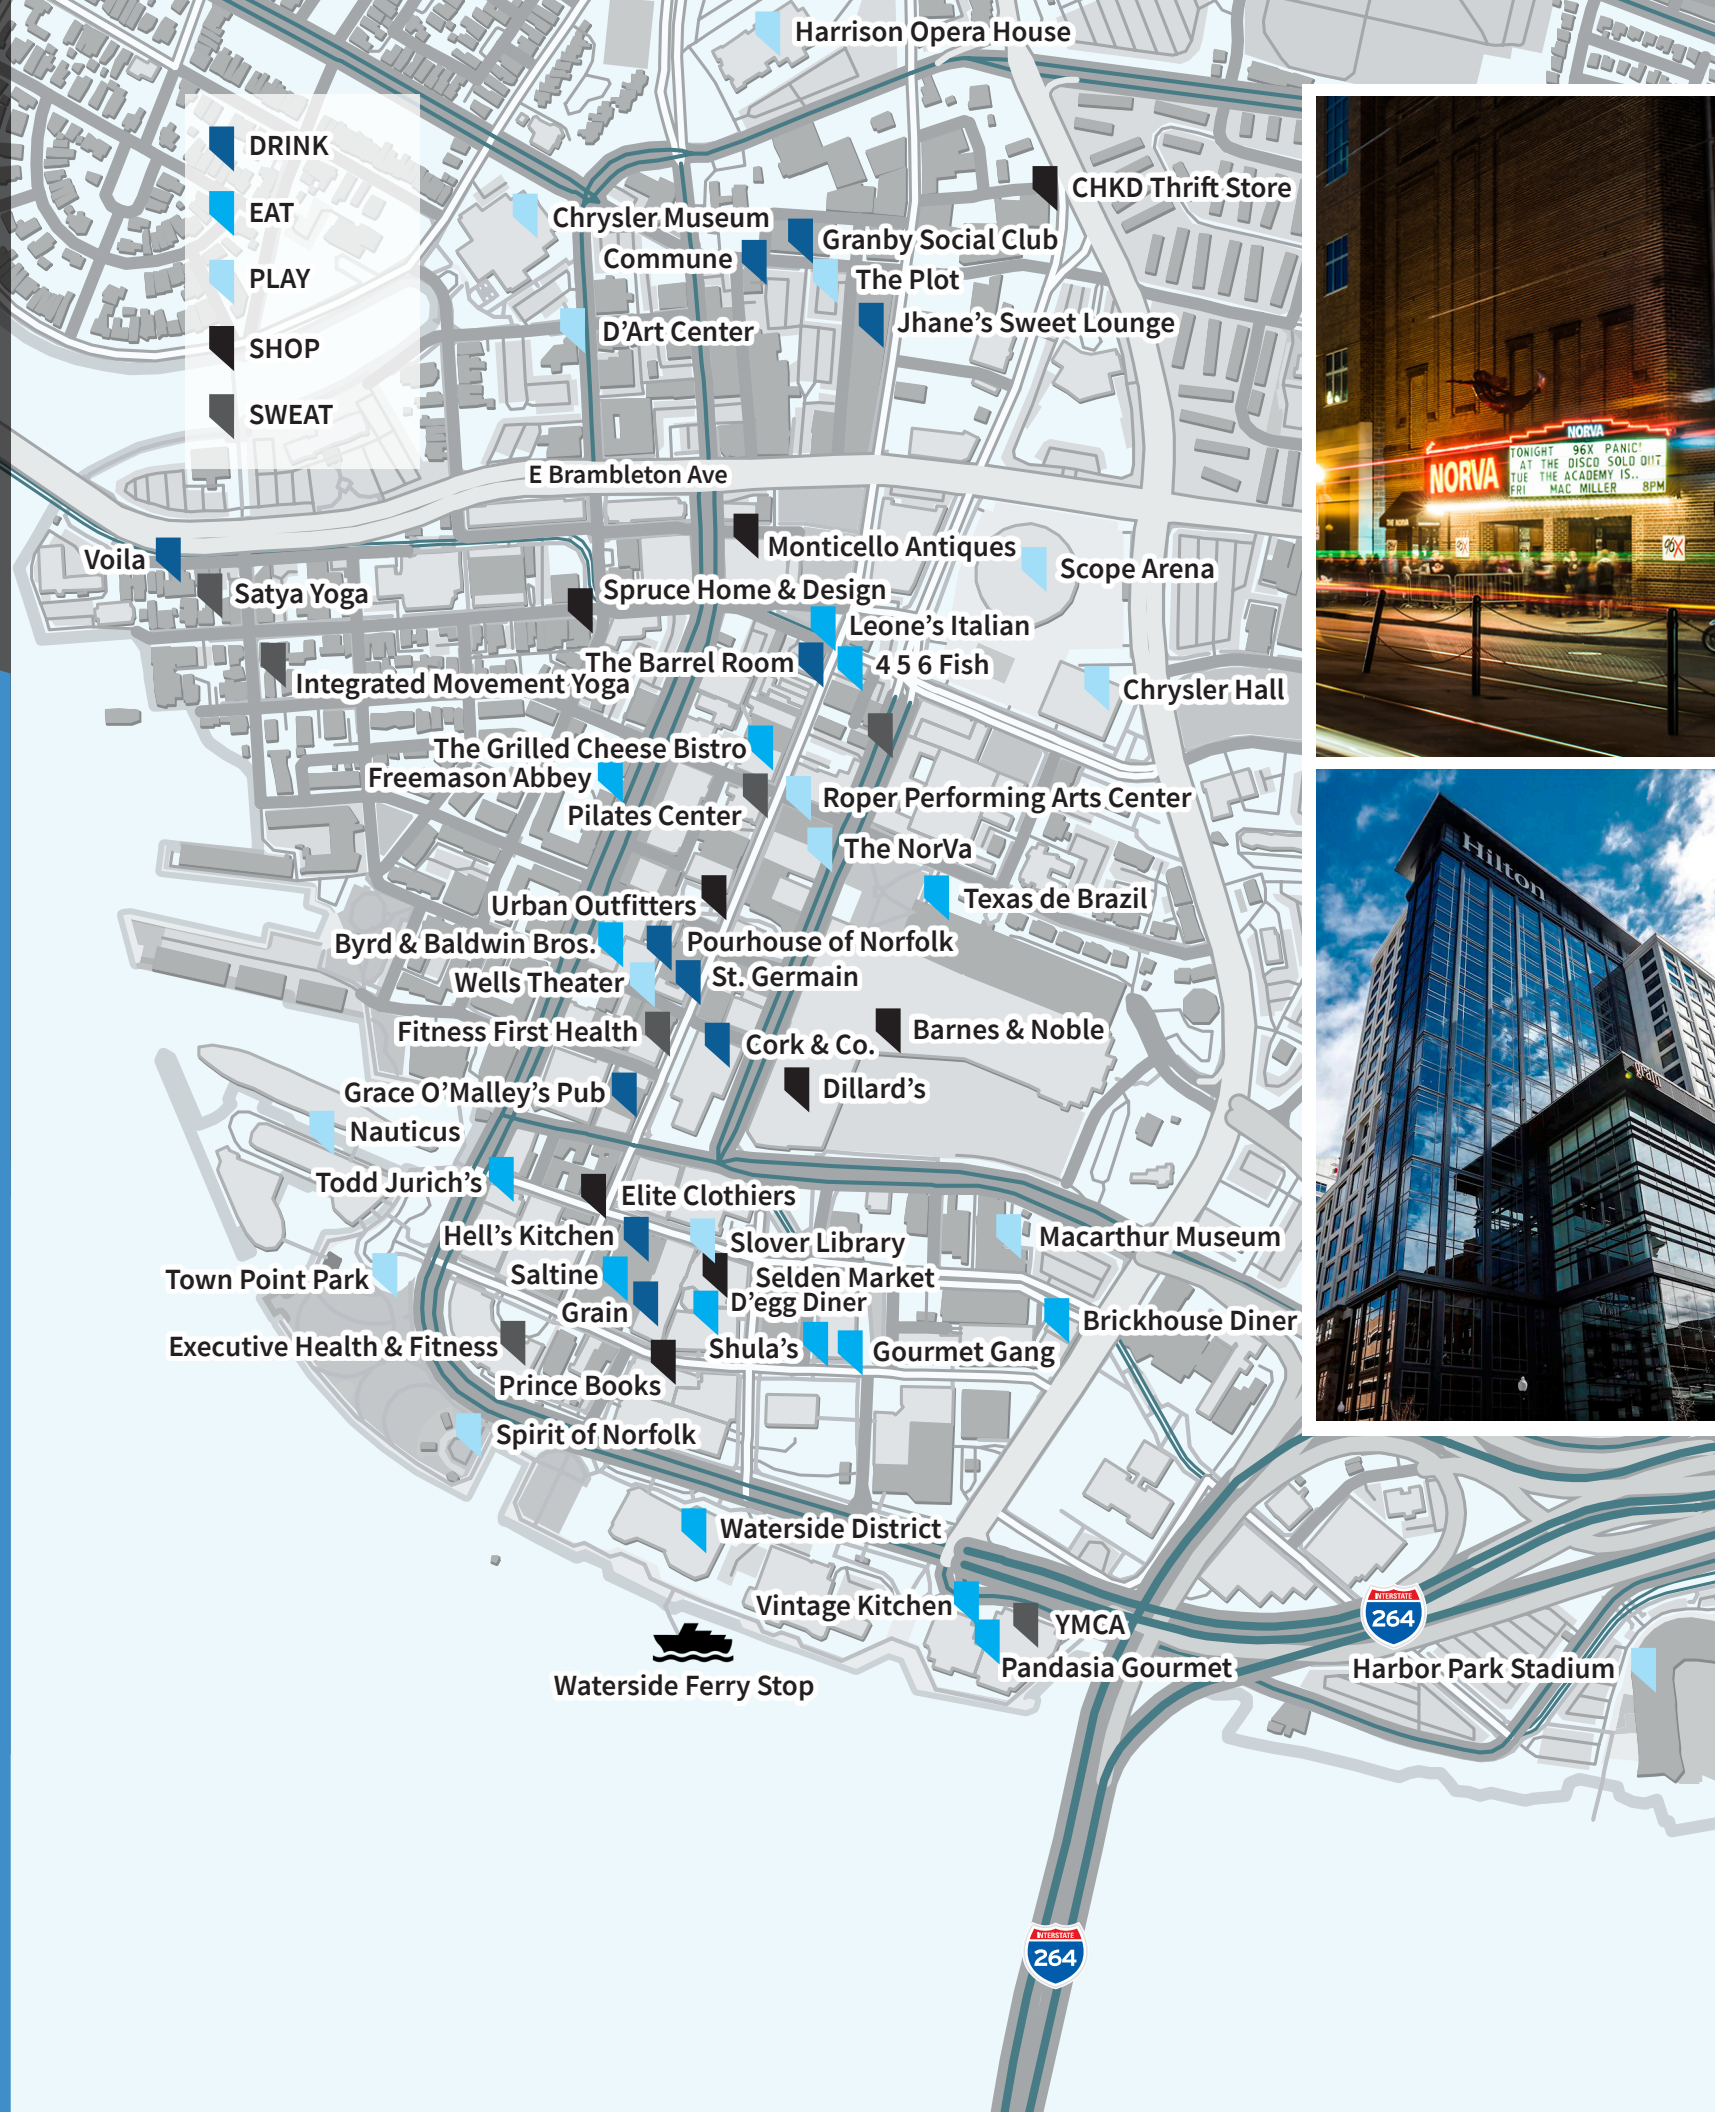 Harrison Opera House
DRINK
EAT
PLAY
SHOP
SWEAT
CHKD Thrift Store
Chrysler Museum
Granby Social Club
Commune
The Plot
Jhane's Sweet Lounge
D'Art Center
E Brambleton Ave
Monticello Antiques
Voila
Scope Arena
Satya Yoga
Spruce Home & Design
Leone's Italian
The Barrel Room
4 5 6 Fish
Integrated Movement Yoga
Chrysler Hall
The Grilled Cheese Bistro
Freemason Abbey
Pilates Center
Roper Performing Arts Center
The NorVa
Urban Outfitters
Texas de Brazil
Byrd & Baldwin Bros.
Pourhouse of Norfolk
Wells Theater
St. Germain
Fitness First Health
Cork & Co.
Barnes & Noble
Grace O'Malley's Pub
Dillard's
Nauticus
Todd Jurich's
Elite Clothiers
Hell's Kitchen
Slover Library
Macarthur Museum
Town Point Park
Saltine
Selden Market
Grain
D'egg Diner
Brickhouse Diner
Executive Health & Fitness
Shula's
Gourmet Gang
Prince Books
Spirit of Norfolk
Waterside District
Vintage Kitchen
YMCA
Pandasia Gourmet
Waterside Ferry Stop
Harbor Park Stadium
INTERSTATE
264
INTERSTATE
264
NORVA
NORVA
TONIGHT 96X PANIC!
AT THE DISCO SOLD OUT
TUE THE ACADEMY IS..
FRI MAC MILLER 8PM
THE NORVA
96X
96X
Hilton
grain